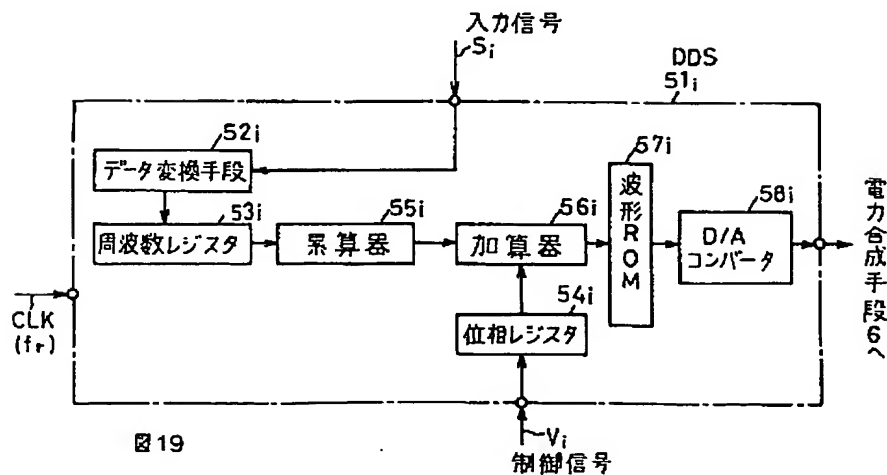 入力信号
Si
DDS
51i
52i
データ変換手段
53i
周波数レジスタ
55i
累算器
56i
加算器
57i
波形ROM
58i
D/A
コンバータ
電力合成手段6へ
54i
位相レジスタ
CLK
(fr)
Vi
制御信号
図19